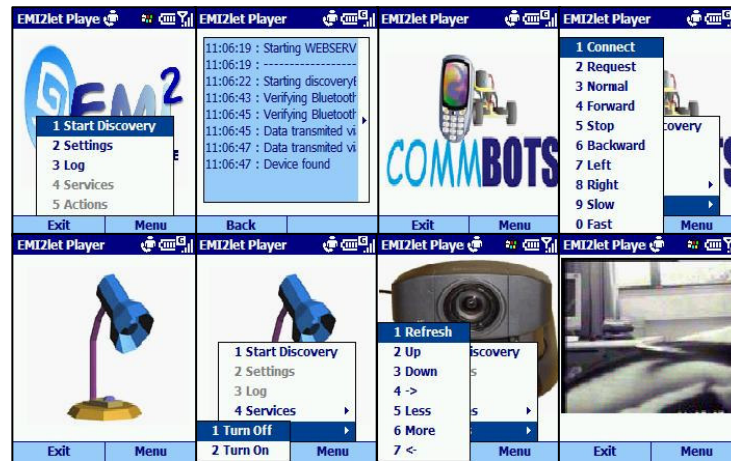 EMI2let Playe
EM 2
1 Start Discovery
2 Settings
3 Log
4 Services
5 Actions
Exit Menu
EMI2let Player
11:06:19 : Starting WEBSERV
11:06:19 : --------------------
11:06:22 : Starting discoveryE
11:06:43 : Verifying Bluetooth
11:06:45 : Verifying Bluetooth
11:06:45 : Data transmited vi
11:06:47 : Data transmited vi
11:06:47 : Device found
Back
EMI2let Player
COMMBOTS
Exit Menu
EMI2let Player
1 Connect
2 Request
3 Normal
4 Forward
5 Stop
6 Backward
7 Left
8 Right
9 Slow
0 Fast
covery
Menu
EMI2let Player
Exit Menu
EMI2let Player
1 Start Discovery
2 Settings
3 Log
4 Services
1 Turn Off
2 Turn On
Menu
EMI2let Playe
1 Refresh
2 Up
3 Down
4 ->
5 Less
6 More
7 <-
iscovery
s
s
Menu
EMI2let Playe
Exit Menu